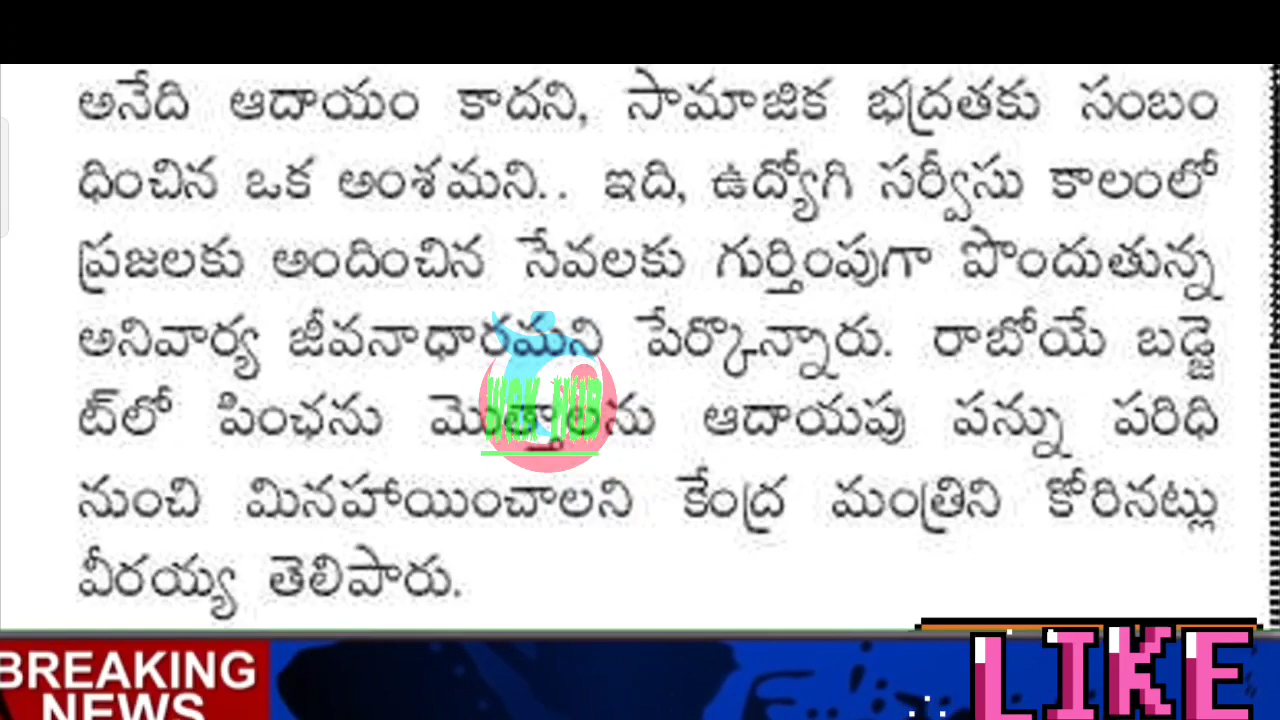 అనేది ఆదాయం కాదని, సామాజిక భద్రతకు సంబం
ధించిన ఒక అంశమని.. ఇది, ఉద్యోగి సర్వీసు కాలంలో
ప్రజలకు అందించిన సేవలకు గుర్తింపుగా పొందుతున్న
అనివార్య జీవనాధారమని పేర్కొన్నారు. రాబోయే బడ్జె
ట్‌లో పింఛను మొత్తాలను ఆదాయపు పన్ను పరిధి
నుంచి మినహాయించాలని కేంద్ర మంత్రిని కోరినట్లు
వీరయ్య తెలిపారు.
BREAKING
NEWS
LIKE